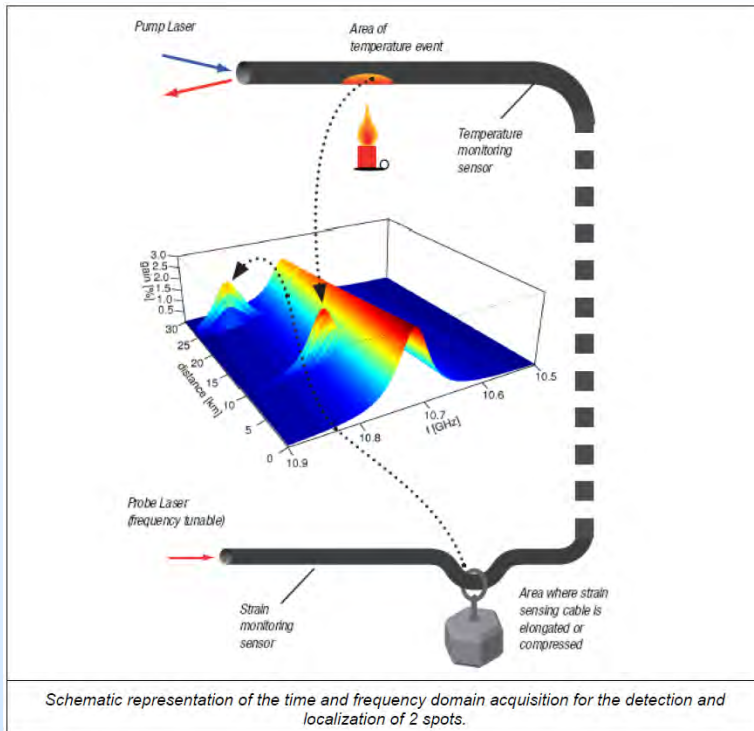 Pump Laser
Area of
temperature event
Temperature
monitoring
sensor
3.0
2.5
2.0
1.5
1.0
0.5
gain [%]
30
25
20
15
10
5
0
distance [km]
10.9
10.8
10.7
10.6
10.5
f [GHz]
Probe Laser
(frequency tunable)
Strain
monitoring
sensor
Area where strain
sensing cable is
elongated or
compressed
Schematic representation of the time and frequency domain acquisition for the detection and
localization of 2 spots.